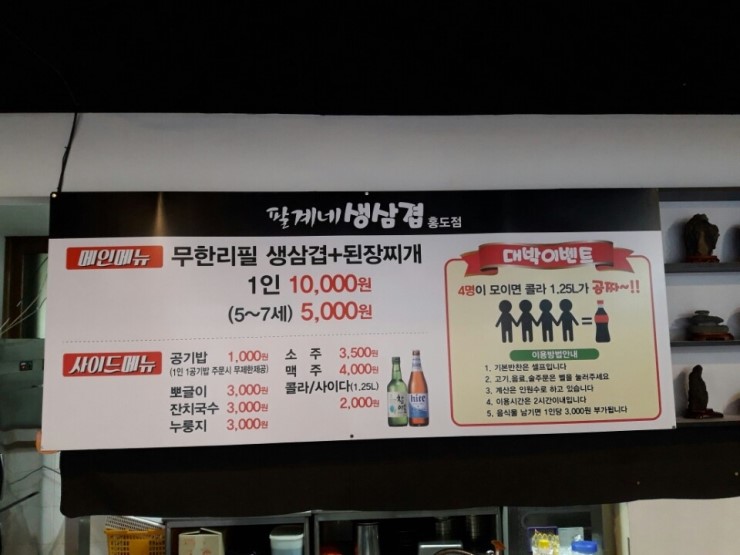 팔계네생삼겹 홍도점
메인메뉴 무한리필 생삼겹+된장찌개
1인 10,000원
(5~7세) 5,000원
사이드메뉴
공기밥 1,000원
(1인 1공기밥 주문시 무제한제공)
뽀글이 3,000원
잔치국수 3,000원
누룽지 3,000원
소 주 3,500원
맥 주 4,000원
콜라/사이다(1.25L)
2,000원
hite
대박이벤트
4명이 모이면 콜라 1.25L가 공짜~!!
=
이용방법안내
1. 기본반찬은 셀프입니다
2. 고기,음료,술주문은 벨을 눌러주세요
3. 계산은 인원수로 하고 있습니다
4. 이용시간은 2시간이내입니다
5. 음식물 남기면 1인당 3,000원 부가됩니다